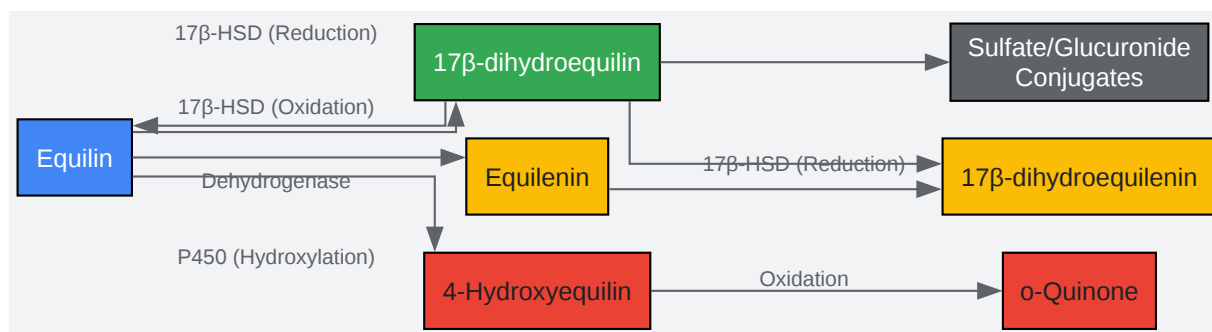 17β-HSD (Reduction)
17β-dihydroequilin
Sulfate/Glucuronide
Conjugates
17β-HSD (Oxidation)
Equilin
Dehydrogenase
Equilenin
17β-HSD (Reduction)
17β-dihydroequilenin
P450 (Hydroxylation)
4-Hydroxyequilin
Oxidation
o-Quinone